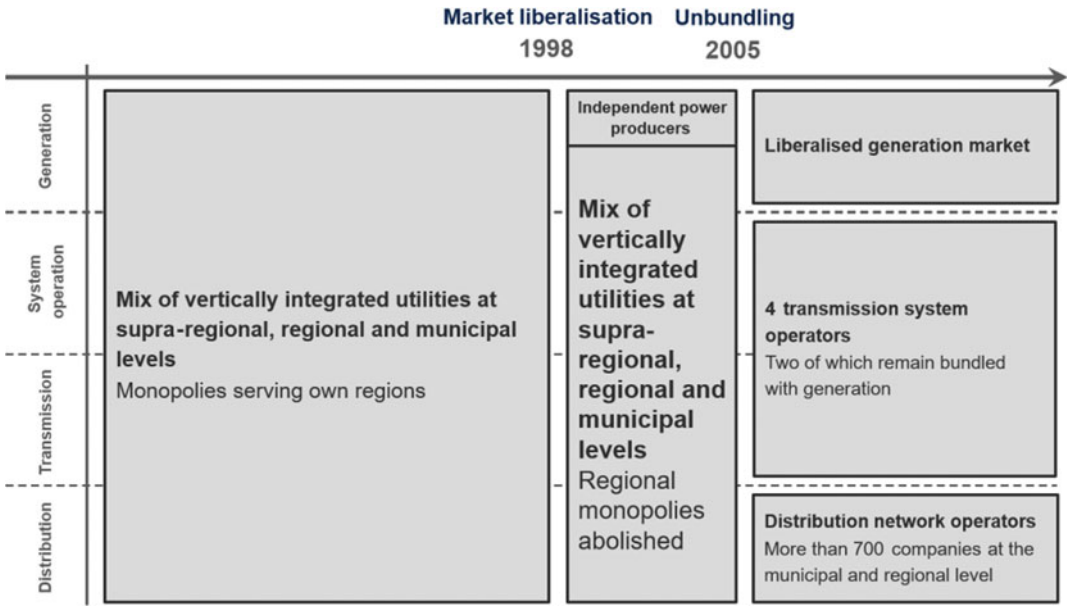 Market liberalisation
Unbundling
1998
2005
Generation
System
operation
Transmission
Distribution
Mix of vertically integrated utilities at
supra-regional, regional and municipal
levels
Monopolies serving own regions
Independent power
producers
Mix of
vertically
integrated
utilities at
supra-
regional,
regional and
municipal
levels
Regional
monopolies
abolished
Liberalised generation market
4 transmission system
operators
Two of which remain bundled
with generation
Distribution network operators
More than 700 companies at the
municipal and regional level